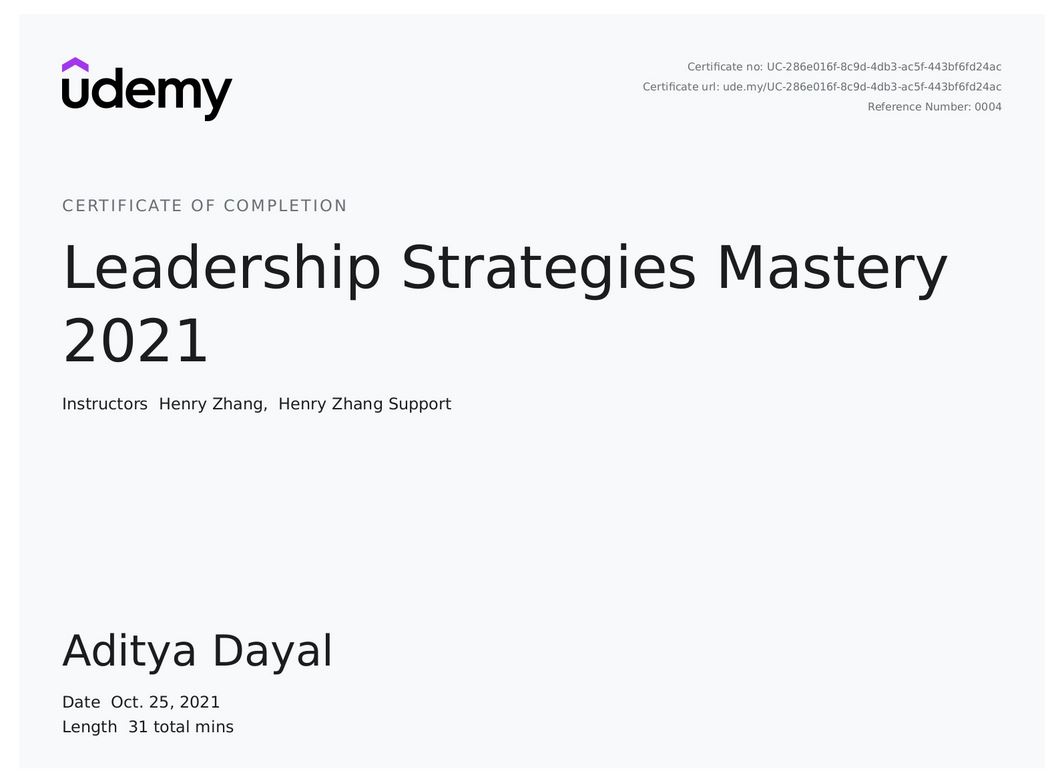 udemy
Certificate no: UC-286e016f-8c9d-4db3-ac5f-443bf6fd24ac
Certificate url: ude.my/UC-286e016f-8c9d-4db3-ac5f-443bf6fd24ac
Reference Number: 0004
CERTIFICATE OF COMPLETION
Leadership Strategies Mastery
2021
Instructors Henry Zhang, Henry Zhang Support
Aditya Dayal
Date Oct. 25, 2021
Length 31 total mins